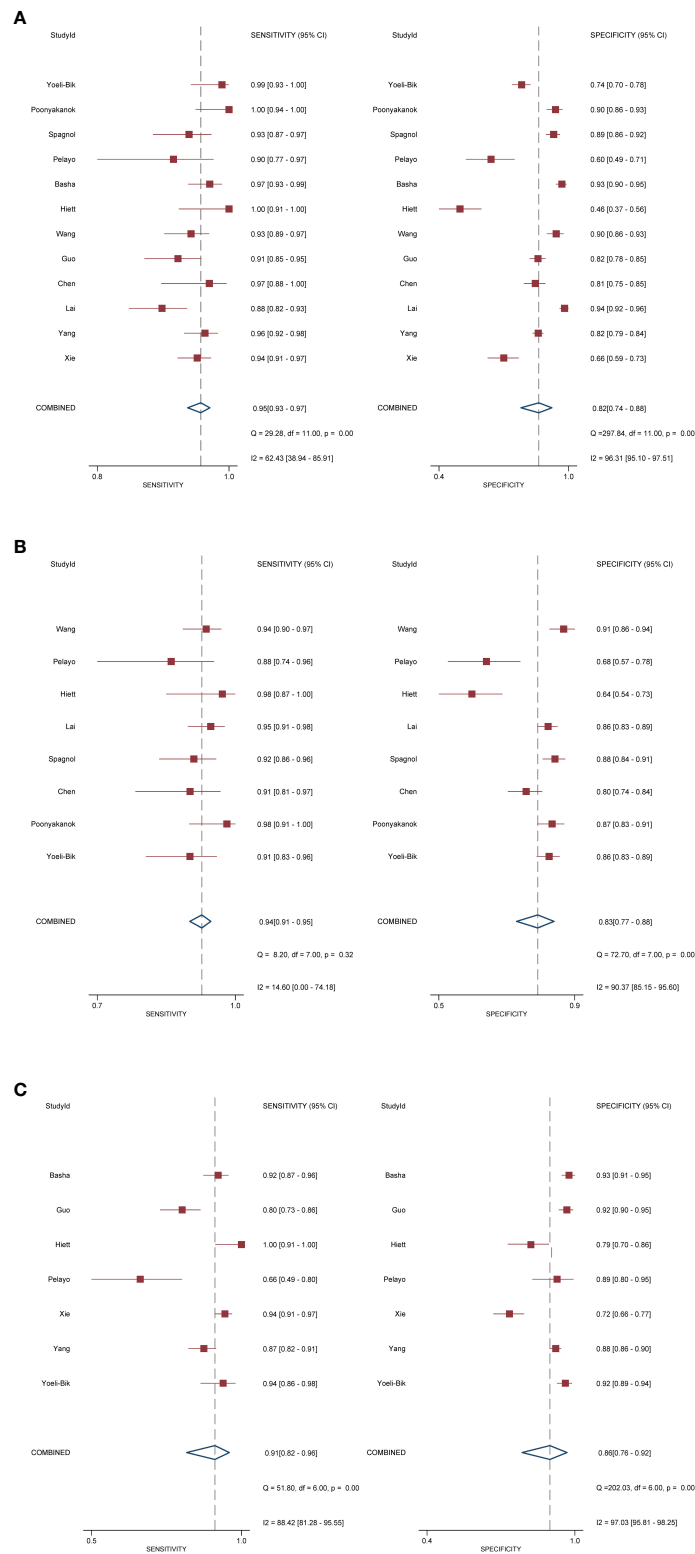 A
StudyId SENSITIVITY (95% CI) StudyId SPECIFICITY (95% CI)
Yoeli-Bik 0.99 [0.93 - 1.00] Yoeli-Bik 0.74 [0.70 - 0.78]
Poonyakanok 1.00 [0.94 - 1.00] Poonyakanok 0.90 [0.86 - 0.93]
Spagnol 0.93 [0.87 - 0.97] Spagnol 0.89 [0.86 - 0.92]
Pelayo 0.90 [0.77 - 0.97] Pelayo 0.60 [0.49 - 0.71]
Basha 0.97 [0.93 - 0.99] Basha 0.93 [0.90 - 0.95]
Hiett 1.00 [0.91 - 1.00] Hiett 0.46 [0.37 - 0.56]
Wang 0.93 [0.89 - 0.97] Wang 0.90 [0.86 - 0.93]
Guo 0.91 [0.85 - 0.95] Guo 0.82 [0.78 - 0.85]
Chen 0.97 [0.88 - 1.00] Chen 0.81 [0.75 - 0.85]
Lai 0.88 [0.82 - 0.93] Lai 0.94 [0.92 - 0.96]
Yang 0.96 [0.92 - 0.98] Yang 0.82 [0.79 - 0.84]
Xie 0.94 [0.91 - 0.97] Xie 0.66 [0.59 - 0.73]
COMBINED 0.95[0.93 - 0.97] COMBINED 0.82[0.74 - 0.88]
Q = 29.28, df = 11.00, p = 0.00 Q =297.84, df = 11.00, p = 0.00
I2 = 62.43 [38.94 - 85.91] I2 = 96.31 [95.10 - 97.51]
0.8 1.0 0.4 1.0
SENSITIVITY SPECIFICITY
B
StudyId SENSITIVITY (95% CI) StudyId SPECIFICITY (95% CI)
Wang 0.94 [0.90 - 0.97] Wang 0.91 [0.86 - 0.94]
Pelayo 0.88 [0.74 - 0.96] Pelayo 0.68 [0.57 - 0.78]
Hiett 0.98 [0.87 - 1.00] Hiett 0.64 [0.54 - 0.73]
Lai 0.95 [0.91 - 0.98] Lai 0.86 [0.83 - 0.89]
Spagnol 0.92 [0.86 - 0.96] Spagnol 0.88 [0.84 - 0.91]
Chen 0.91 [0.81 - 0.97] Chen 0.80 [0.74 - 0.84]
Poonyakanok 0.98 [0.91 - 1.00] Poonyakanok 0.87 [0.83 - 0.91]
Yoeli-Bik 0.91 [0.83 - 0.96] Yoeli-Bik 0.86 [0.83 - 0.89]
COMBINED 0.94[0.91 - 0.95] COMBINED 0.83[0.77 - 0.88]
Q = 8.20, df = 7.00, p = 0.32 Q = 72.70, df = 7.00, p = 0.00
I2 = 14.60 [0.00 - 74.18] I2 = 90.37 [85.15 - 95.60]
0.7 1.0 0.5 0.9
SENSITIVITY SPECIFICITY
C
StudyId SENSITIVITY (95% CI) StudyId SPECIFICITY (95% CI)
Basha 0.92 [0.87 - 0.96] Basha 0.93 [0.91 - 0.95]
Guo 0.80 [0.73 - 0.86] Guo 0.92 [0.90 - 0.95]
Hiett 1.00 [0.91 - 1.00] Hiett 0.79 [0.70 - 0.86]
Pelayo 0.66 [0.49 - 0.80] Pelayo 0.89 [0.80 - 0.95]
Xie 0.94 [0.91 - 0.97] Xie 0.72 [0.66 - 0.77]
Yang 0.87 [0.82 - 0.91] Yang 0.88 [0.86 - 0.90]
Yoeli-Bik 0.94 [0.86 - 0.98] Yoeli-Bik 0.92 [0.89 - 0.94]
COMBINED 0.91[0.82 - 0.96] COMBINED 0.86[0.76 - 0.92]
Q = 51.80, df = 6.00, p = 0.00 Q =202.03, df = 6.00, p = 0.00
I2 = 88.42 [81.28 - 95.55] I2 = 97.03 [95.81 - 98.25]
0.5 1.0 0.4 1.0
SENSITIVITY SPECIFICITY